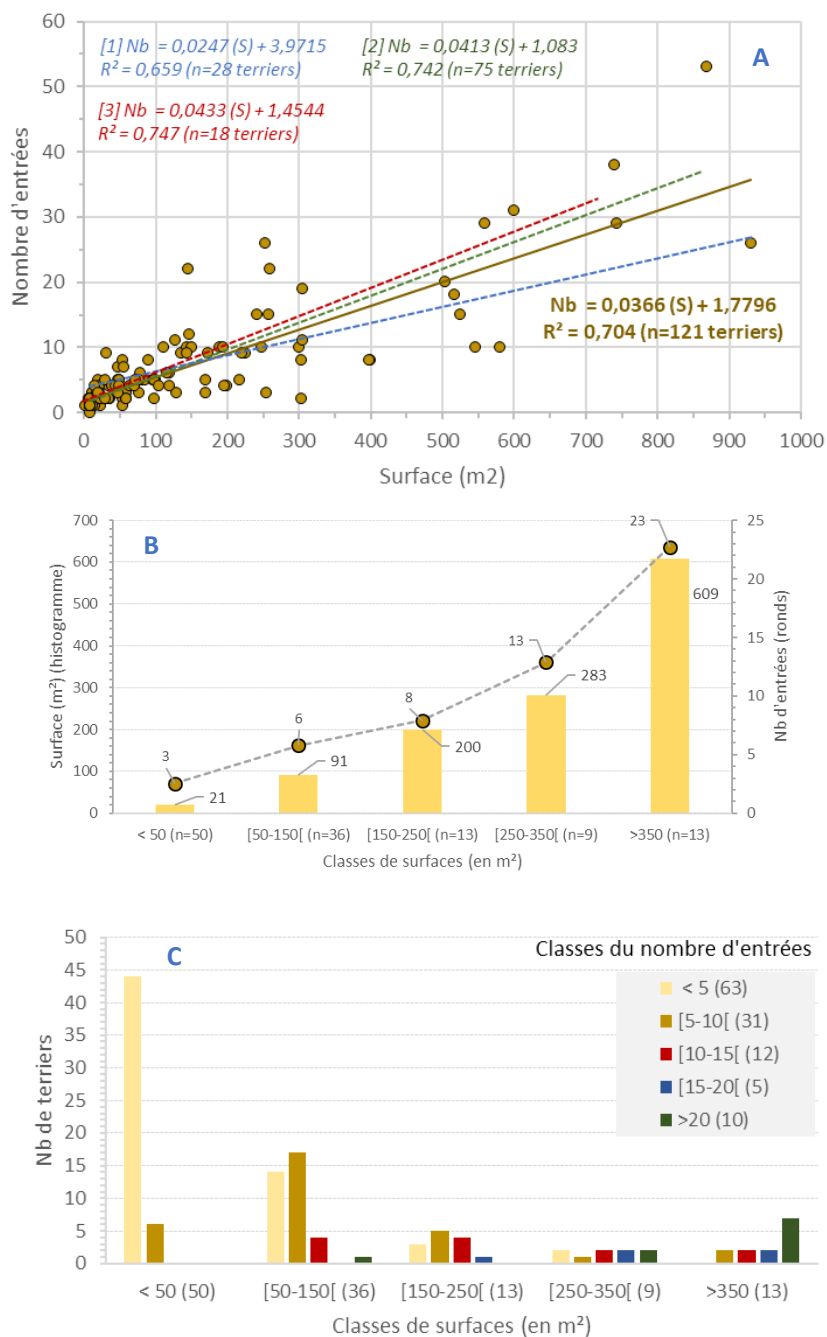 [1] Nb = 0,0247 (S) + 3,9715
R² = 0,659 (n=28 terriers)
[2] Nb = 0,0413 (S) + 1,083
R² = 0,742 (n=75 terriers)
A
[3] Nb = 0,0433 (S) + 1,4544
R² = 0,747 (n=18 terriers)
Nb = 0,0366 (S) + 1,7796
R² = 0,704 (n=121 terriers)
Nombre d'entrées
60
50
40
30
20
10
0
0 100 200 300 400 500 600 700 800 900 1000
Surface (m2)
B
Surface (m²) (histogramme)
700
600
500
400
300
200
100
0
3
6
8
13
23
21
91
200
283
609
25
20
15
10
5
0
Nb d'entrées (ronds)
< 50 (n=50) [50-150[ (n=36) [150-250[ (n=13) [250-350[ (n=9) >350 (n=13)
Classes de surfaces (en m²)
C
Classes du nombre d'entrées
< 5 (63)
[5-10[ (31)
[10-15[ (12)
[15-20[ (5)
>20 (10)
Nb de terriers
50
45
40
35
30
25
20
15
10
5
0
< 50 (50) [50-150[ (36) [150-250[ (13) [250-350[ (9) >350 (13)
Classes de surfaces (en m²)